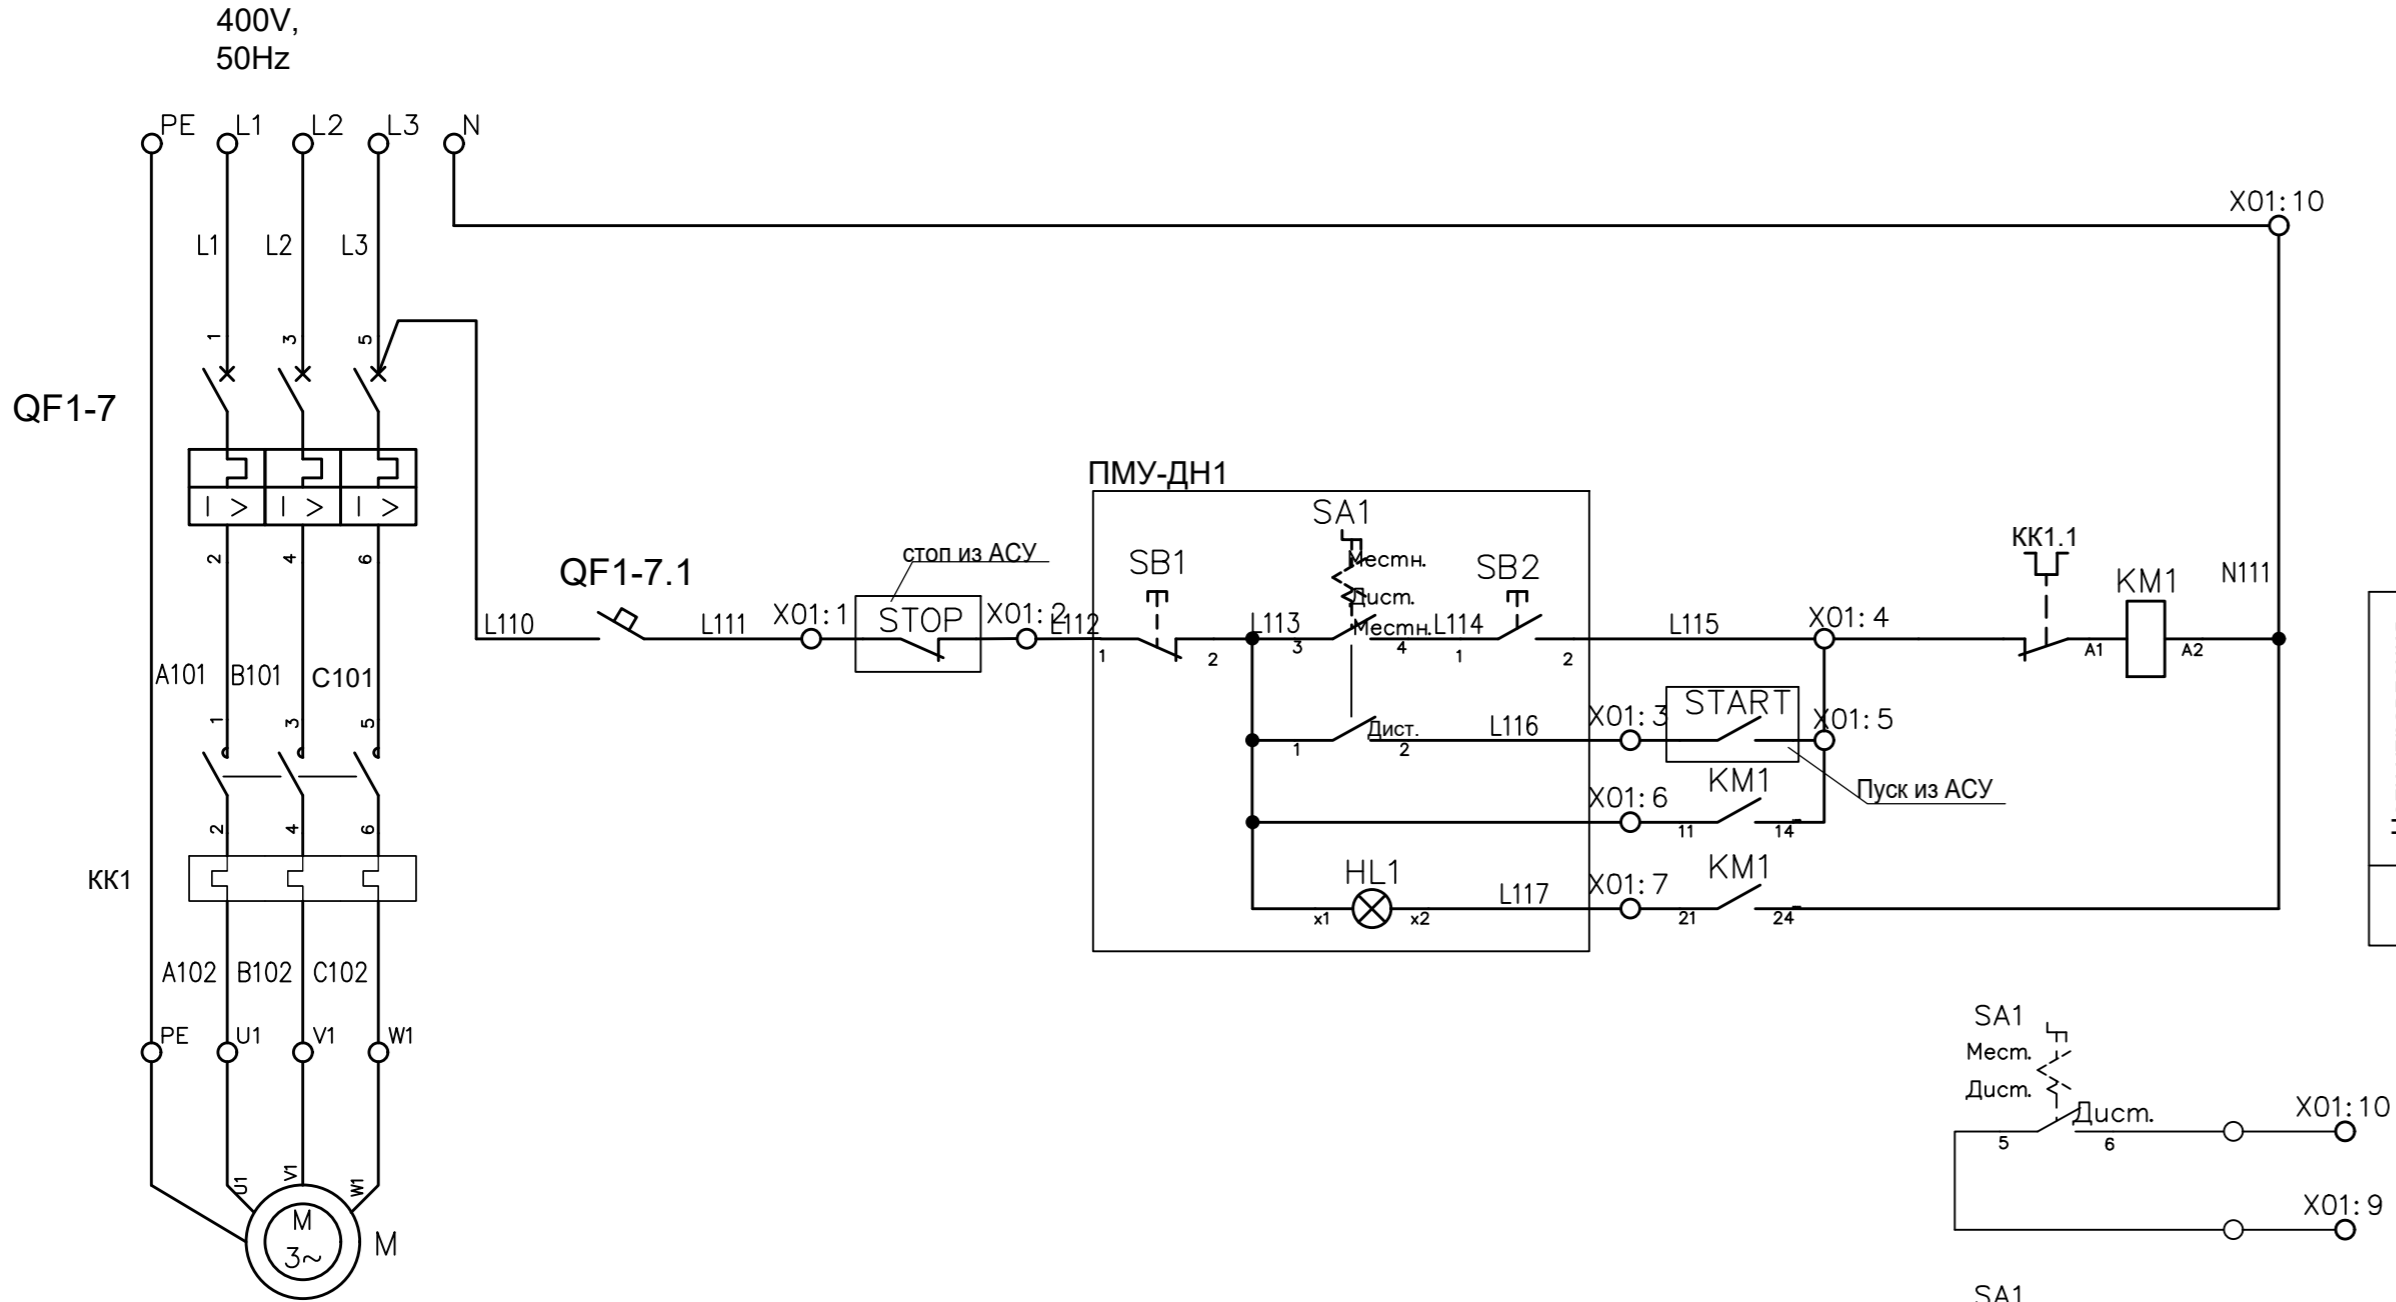 400V,
50Hz
PE L1 L2 L3 N
X01:10
L1 L2 L3
1 3 5
QF1-7
I > I > I >
2 4 6
ПМУ-ДН1
SA1
Местн.
Дист.
Местн.
QF1-7.1
стоп из АСУ
STOP
SB1
SB2
KK1.1
KM1
N111
L110
L111
X01:1
X01:2
L112
1 2
L113
3 4
L114
1 2
L115
X01:4
A1 A2
A101 B101 C101
1 3 5
Дист.
1 2
L116
X01:3
START
X01:5
Пуск из АСУ
X01:6
KM1
11 14
2 4 6
KK1
HL1
x1 x2
L117
X01:7
KM1
21 24
A102 B102 C102
PE U1 V1 W1
U1 V1 W1
M
3~
M
SA1
Мест.
Дист.
Дист.
5 6
X01:10
X01:9
SA1